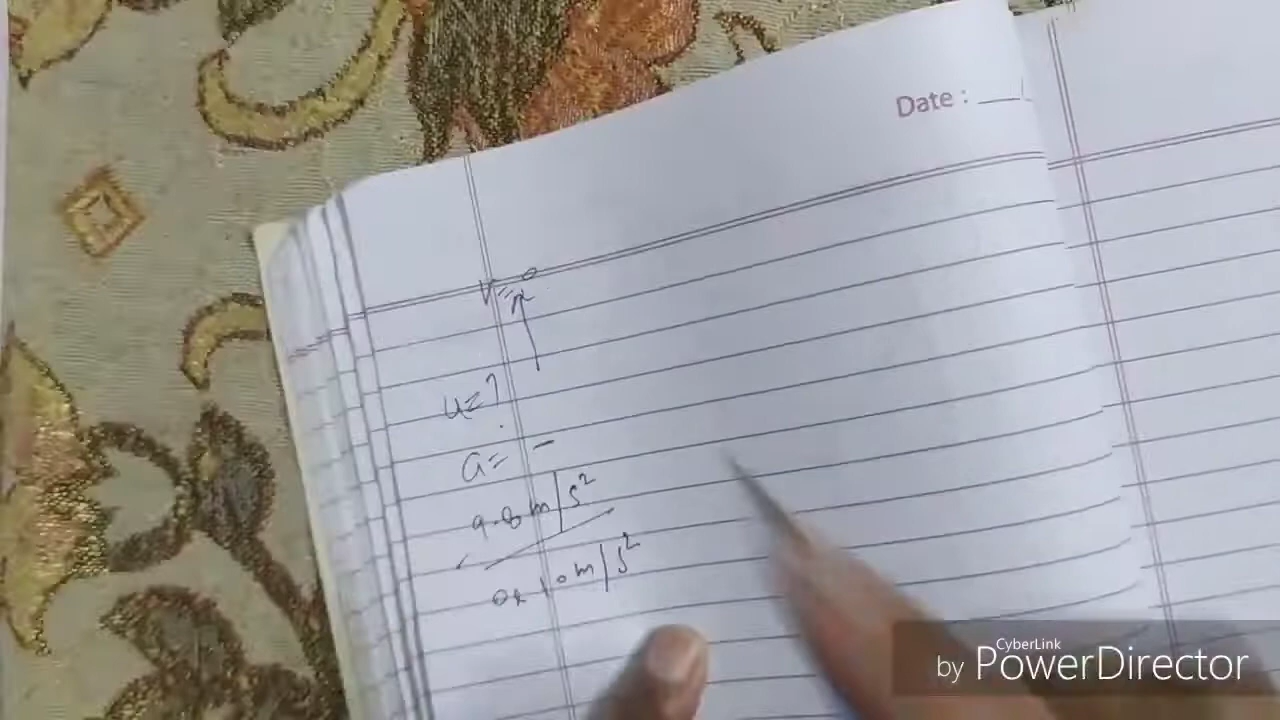 Date :
v = 0
u = ?
a = -
9.8 m/s²
or 10 m/s²
CyberLink
by PowerDirector